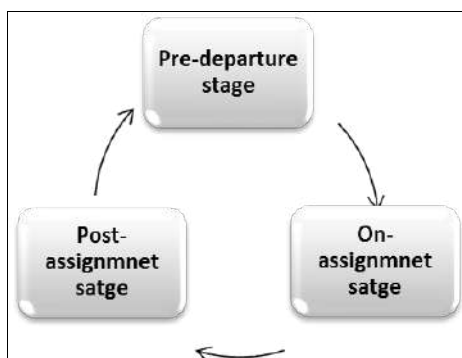 Pre-departure
stage
Post-
assignmnet
satge
On-
assignmnet
satge